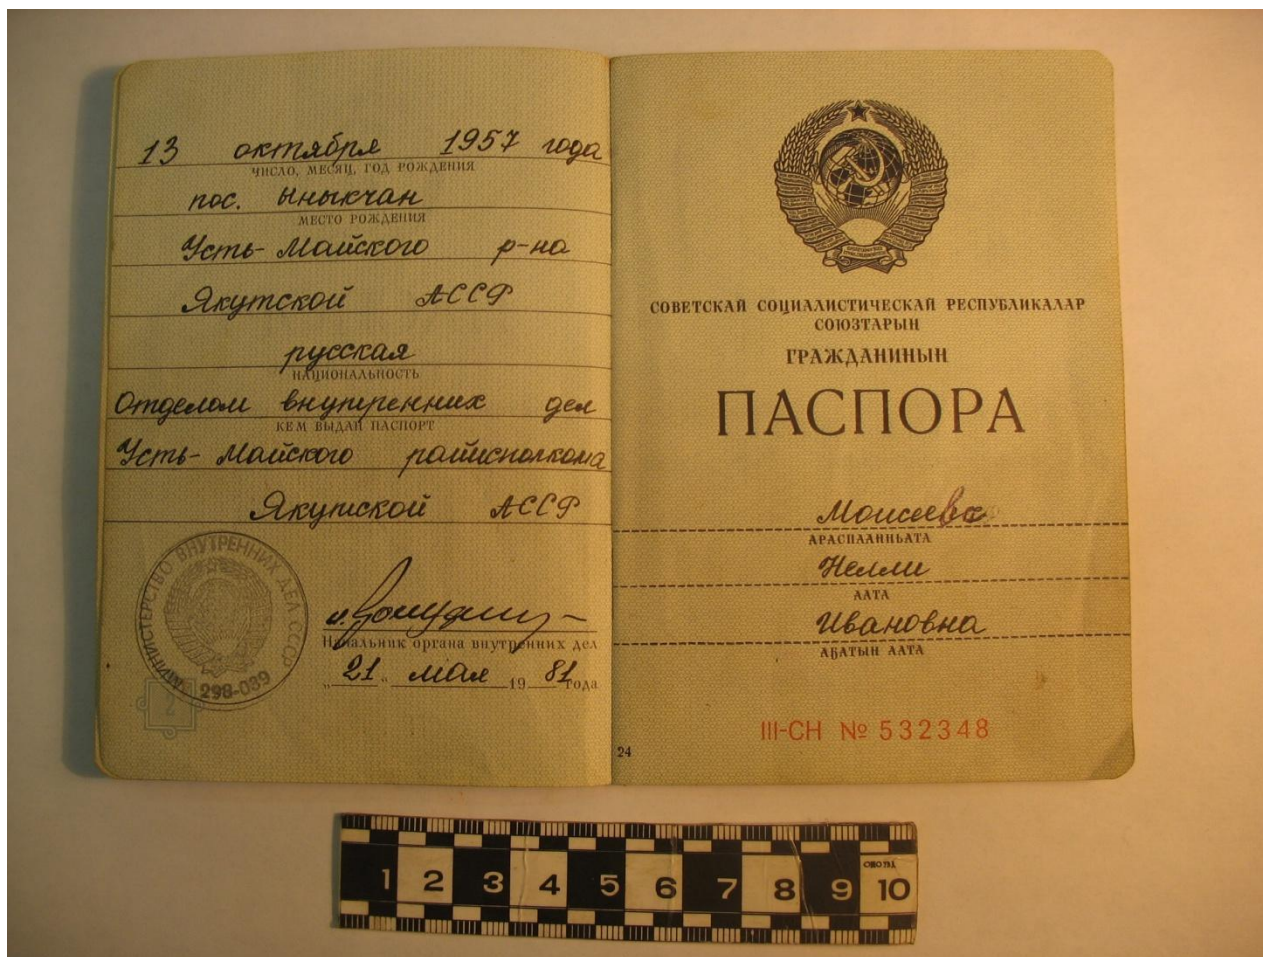 13 октября 1957 года
ЧИСЛО, МЕСЯЦ, ГОД РОЖДЕНИЯ
пос. Ыныкчан
МЕСТО РОЖДЕНИЯ
Усть-Майского р-на
Якутской АССР
русская
НАЦИОНАЛЬНОСТЬ
Отделом внутренних дел
КЕМ ВЫДАН ПАСПОРТ
Усть-Майского райисполкома
Якутской АССР
МИНИСТЕРСТВО ВНУТРЕННИХ ДЕЛ СССР
298-039
2
Начальник органа внутренних дел
„21“ мая 1981 года
СОВЕТСКАЙ СОЦИАЛИСТИЧЕСКАЙ РЕСПУБЛИКАЛАР
СОЮЗТАРЫН
ГРАЖДАНИНЫН
ПАСПОРА
Моисеева
АРАСПААННЬАТА
Нелли
ААТА
Ивановна
АҔАТЫН ААТА
III-СН № 532348
24
1 2 3 4 5 6 7 8 9 10